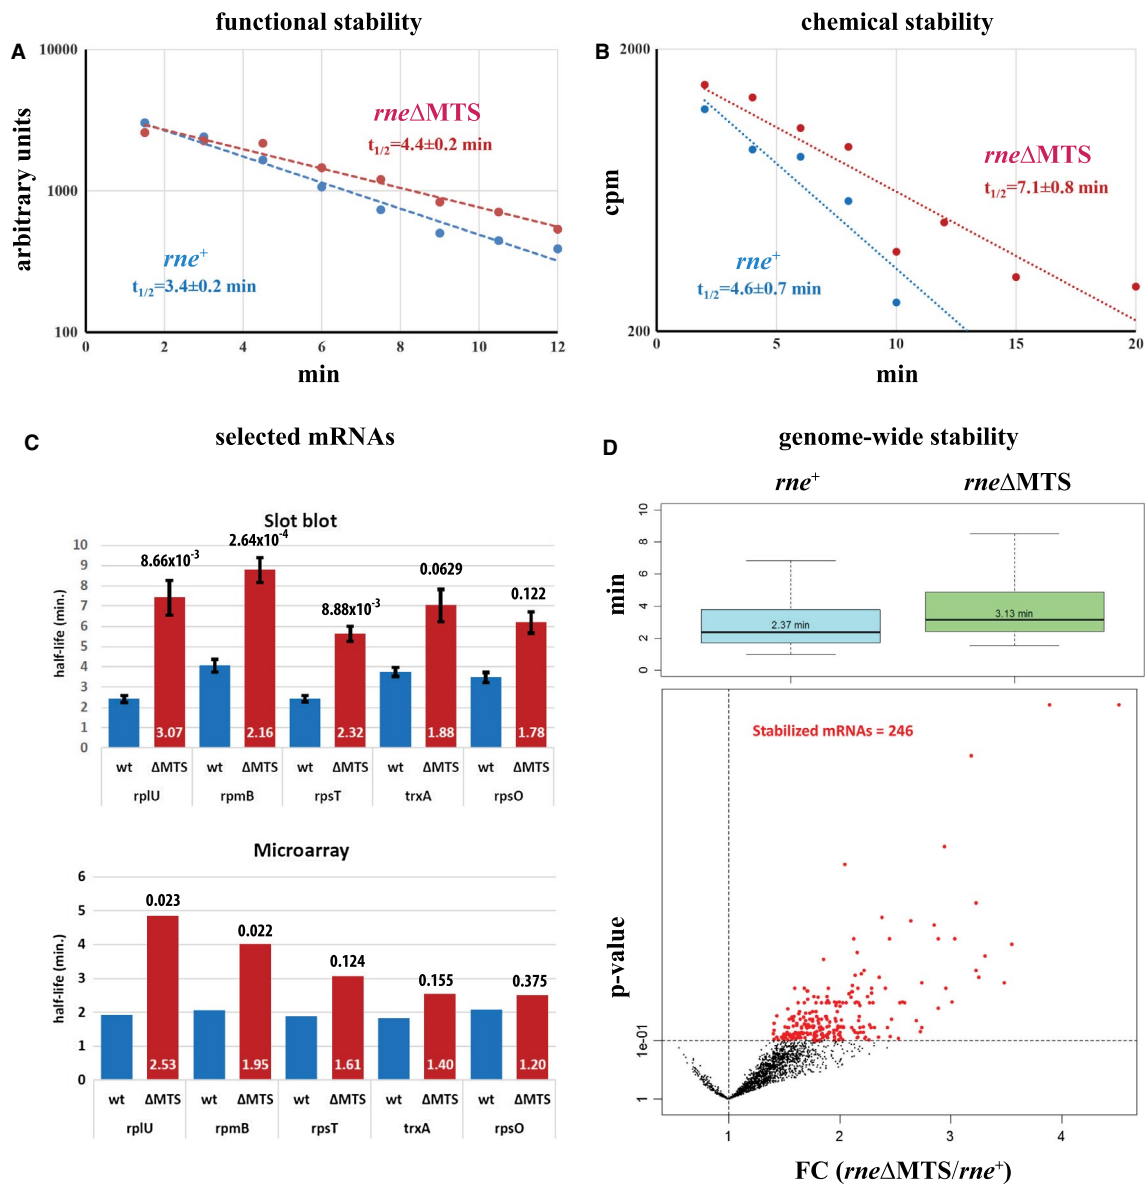 functional stability
A
10000
1000
100
arbitrary units
rneΔMTS
t1/2=4.4±0.2 min
rne+
t1/2=3.4±0.2 min
0 2 4 6 8 10 12
min
chemical stability
B
2000
200
cpm
rneΔMTS
t1/2=7.1±0.8 min
rne+
t1/2=4.6±0.7 min
0 5 10 15 20
min
C
selected mRNAs
Slot blot
half-life (min.)
10
9
8
7
6
5
4
3
2
1
0
8.66x10-3
2.64x10-4
8.88x10-3
0.0629
0.122
3.07 2.16 2.32 1.88 1.78
wt ΔMTS wt ΔMTS wt ΔMTS wt ΔMTS wt ΔMTS
rplU rpmB rpsT trxA rpsO
Microarray
half-life (min.)
6
5
4
3
2
1
0
0.023
0.022
0.124
0.155
0.375
2.53 1.95 1.61 1.40 1.20
wt ΔMTS wt ΔMTS wt ΔMTS wt ΔMTS wt ΔMTS
rplU rpmB rpsT trxA rpsO
D
genome-wide stability
rne+ rneΔMTS
min
10
8
6
4
2
0
2.37 min
3.13 min
Stabilized mRNAs = 246
p-value
1e-01
1
1 2 3 4
FC (rneΔMTS/rne+)